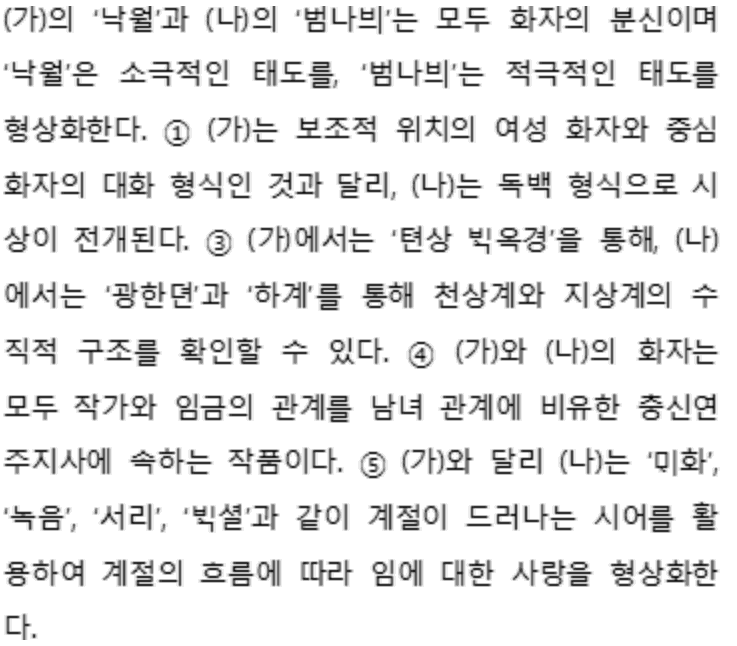 (가)의 ‘낙월’과 (나)의 ‘범나븨’는 모두 화자의 분신이며
‘낙월’은 소극적인 태도를, ‘범나븨’는 적극적인 태도를
형상화한다. ① (가)는 보조적 위치의 여성 화자와 중심
화자의 대화 형식인 것과 달리, (나)는 독백 형식으로 시
상이 전개된다. ③ (가)에서는 ‘텬상 ᄇᆡᆨ옥경’을 통해, (나)
에서는 ‘광한뎐’과 ‘하계’를 통해 천상계와 지상계의 수
직적 구조를 확인할 수 있다. ④ (가)와 (나)의 화자는
모두 작가와 임금의 관계를 남녀 관계에 비유한 충신연
주지사에 속하는 작품이다. ⑤ (가)와 달리 (나)는 ‘ᄆᆡ화’,
‘녹음’, ‘서리’, ‘ᄇᆡᆨ셜’과 같이 계절이 드러나는 시어를 활
용하여 계절의 흐름에 따라 임에 대한 사랑을 형상화한
다.